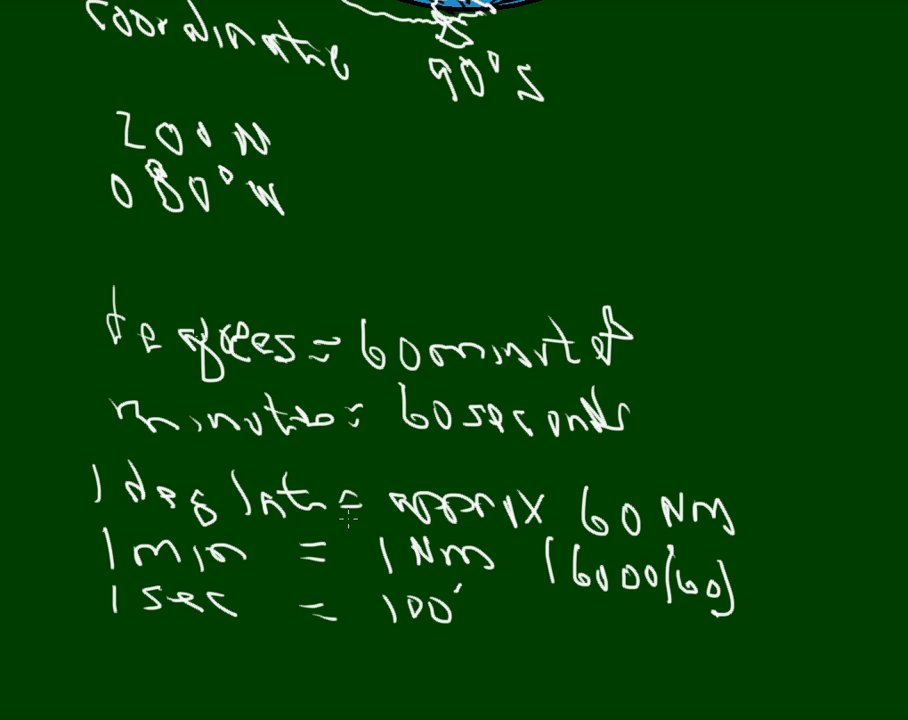 coordinate
90°S
20° N
080° W
degrees = 60 minutes
minutes = 60 seconds
1 deg lat = approx 60 Nm
1 min = 1 Nm (6000/60)
1 sec = 100'